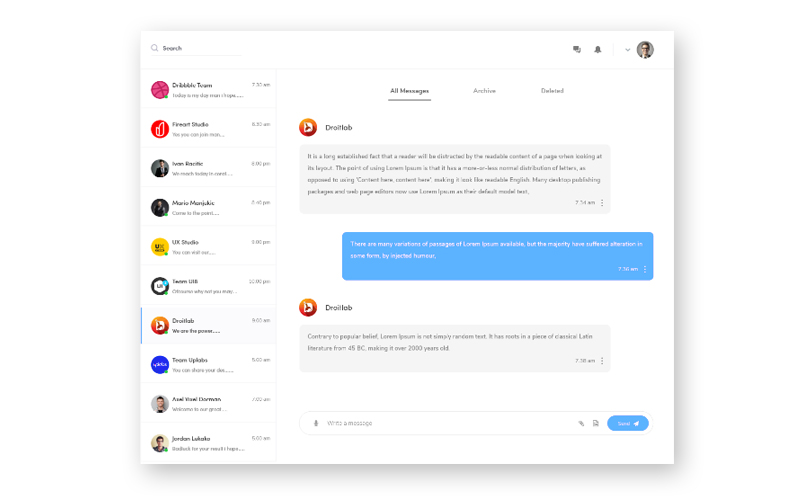 Search
Dribbble Team 7:30 am
Today is my day man I hope......
Fireart Studio 6:30 am
Yes you can join man....
Ivan Racitic 8:00 pm
We reach today in const....
Mario Manjukic
Come to the point.....
UX Studio 5:00 pm
You can visit our.....
Team UI8 12:00 pm
Ofcourse why not you may ...
Droitlab 9:00 am
We are the power.....
Team Uplabs 5:00 am
You can share your des......
Axel Yoel Dorman 7:00 am
Welcome to our great ...
Jordan Lukaku 5:00 am
Badluck for your result i hope....
All Messages Archive Deleted
Droitlab
It is a long established fact that a reader will be distracted by the readable content of a page when looking at
its layout. The point of using Lorem Ipsum is that it has a more-or-less normal distribution of letters, as
opposed to using 'Content here, content here', making it look like readable English. Many desktop publishing
packages and web page editors now use Lorem Ipsum as their default model text,
7:34 am
There are many variations of passages of Lorem Ipsum available, but the majority have suffered alteration in
some form, by injected humour,
7:36 am
Droitlab
Contrary to popular belief, Lorem Ipsum is not simply random text. It has roots in a piece of classical Latin
literature from 45 BC, making it over 2000 years old.
7:38 am
Write a message
Send